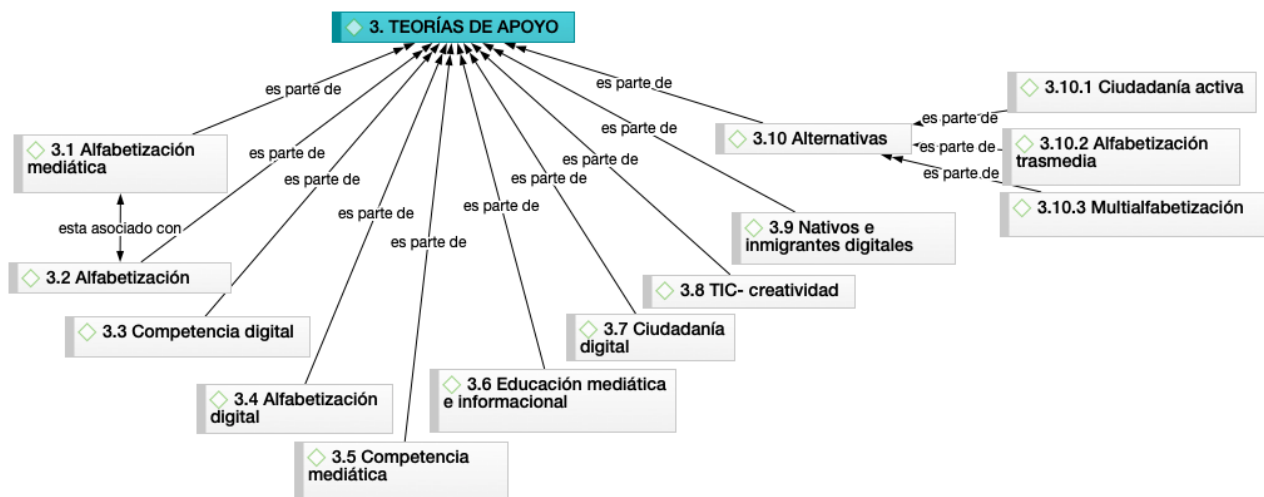 3. TEORÍAS DE APOYO
es parte de
es parte de
es parte de
es parte de
es parte de
es parte de
es parte de
es parte de
es parte de
es parte de
3.1 Alfabetización
mediática
esta asociado con
3.2 Alfabetización
3.3 Competencia digital
3.4 Alfabetización
digital
3.5 Competencia
mediática
3.6 Educación mediática
e informacional
3.7 Ciudadanía
digital
3.8 TIC- creatividad
3.9 Nativos e
inmigrantes digitales
3.10 Alternativas
es parte de
es parte de
es parte de
3.10.1 Ciudadanía activa
3.10.2 Alfabetización
trasmedia
3.10.3 Multialfabetización